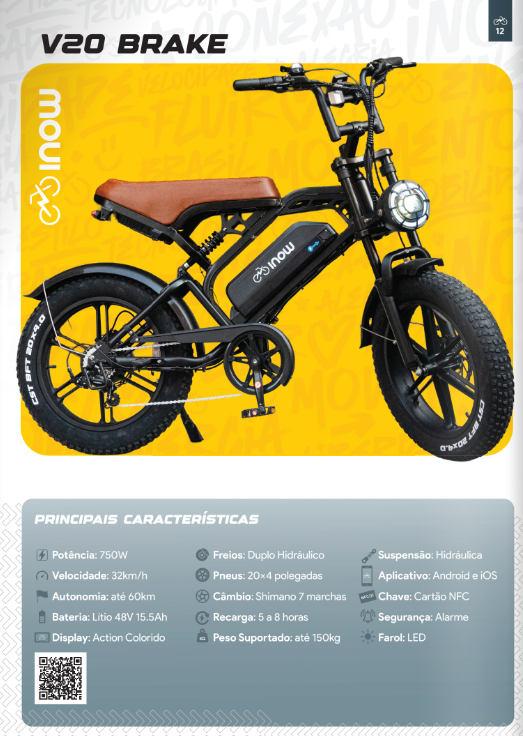 12
V20 BRAKE
inow
inow
CST BFT 20x4.0
CST BFT 20x4.0
PRINCIPAIS CARACTERÍSTICAS
Potência: 750W
Velocidade: 32km/h
Autonomia: até 60km
Bateria: Lítio 48V 15.5Ah
Display: Action Colorido
Freios: Duplo Hidráulico
Pneus: 20x4 polegadas
Câmbio: Shimano 7 marchas
Recarga: 5 a 8 horas
Peso Suportado: até 150kg
Suspensão: Hidráulica
Aplicativo: Android e iOS
Chave: Cartão NFC
Segurança: Alarme
Farol: LED